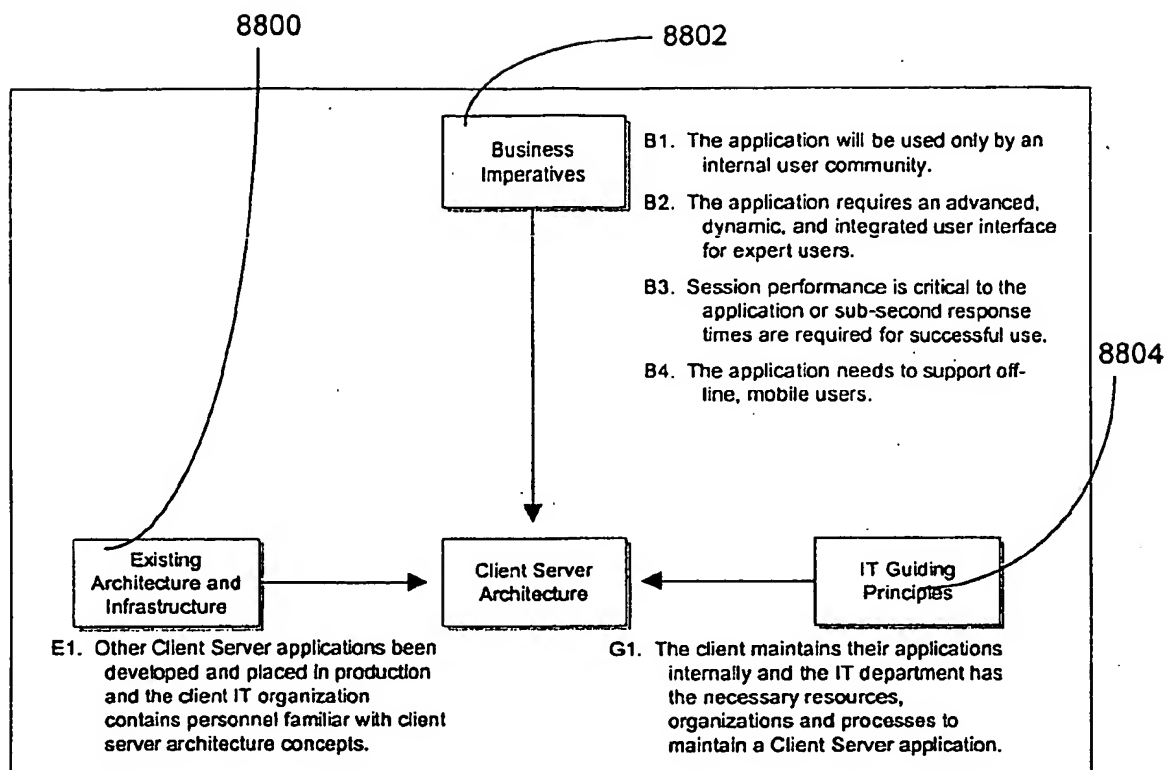 8800
8802
Business
Imperatives
B1. The application will be used only by an
internal user community.
B2. The application requires an advanced,
dynamic, and integrated user interface
for expert users.
B3. Session performance is critical to the
application or sub-second response
times are required for successful use.
8804
B4. The application needs to support off-
line, mobile users.
Existing
Architecture and
Infrastructure
Client Server
Architecture
IT Guiding
Principles
E1. Other Client Server applications been
developed and placed in production
and the client IT organization
contains personnel familiar with client
server architecture concepts.
G1. The client maintains their applications
internally and the IT department has
the necessary resources,
organizations and processes to
maintain a Client Server application.